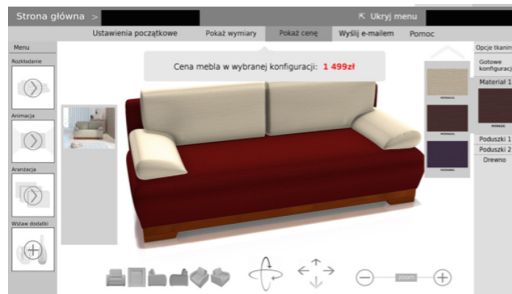 Strona główna >
Ukryj menu
Ustawienia początkowe
Pokaż wymiary
Pokaż cenę
Wyślij e-mailem
Pomoc
Menu
Rozkładanie
Animacja
Aranżacja
Wstaw dodatki
Cena mebla w wybranej konfiguracji: 1 499zł
Opcje tkanin
Gotowe
konfiguracj
Materiał 1
Poduszki 1
Poduszki 2
Drewno